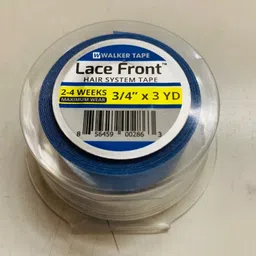 WALKER TAPE
Lace Front™
HAIR SYSTEM TAPE
2-4 WEEKS
MAXIMUM WEAR
3/4" x 3 YD
8 56459 00286 3